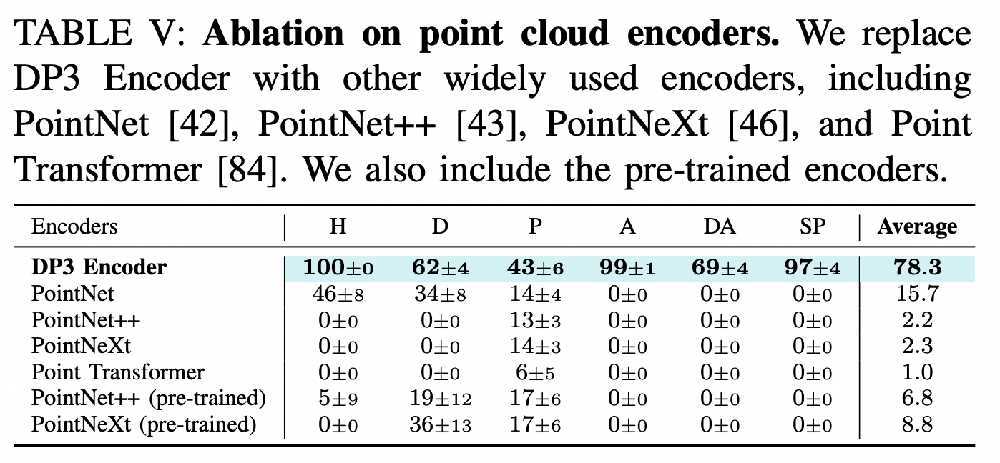 TABLE V: Ablation on point cloud encoders. We replace
DP3 Encoder with other widely used encoders, including
PointNet [42], PointNet++ [43], PointNeXt [46], and Point
Transformer [84]. We also include the pre-trained encoders.
Encoders H D P A DA SP Average
DP3 Encoder 100±0 62±4 43±6 99±1 69±4 97±4 78.3
PointNet 46±8 34±8 14±4 0±0 0±0 0±0 15.7
PointNet++ 0±0 0±0 13±3 0±0 0±0 0±0 2.2
PointNeXt 0±0 0±0 14±3 0±0 0±0 0±0 2.3
Point Transformer 0±0 0±0 6±5 0±0 0±0 0±0 1.0
PointNet++ (pre-trained) 5±9 19±12 17±6 0±0 0±0 0±0 6.8
PointNeXt (pre-trained) 0±0 36±13 17±6 0±0 0±0 0±0 8.8